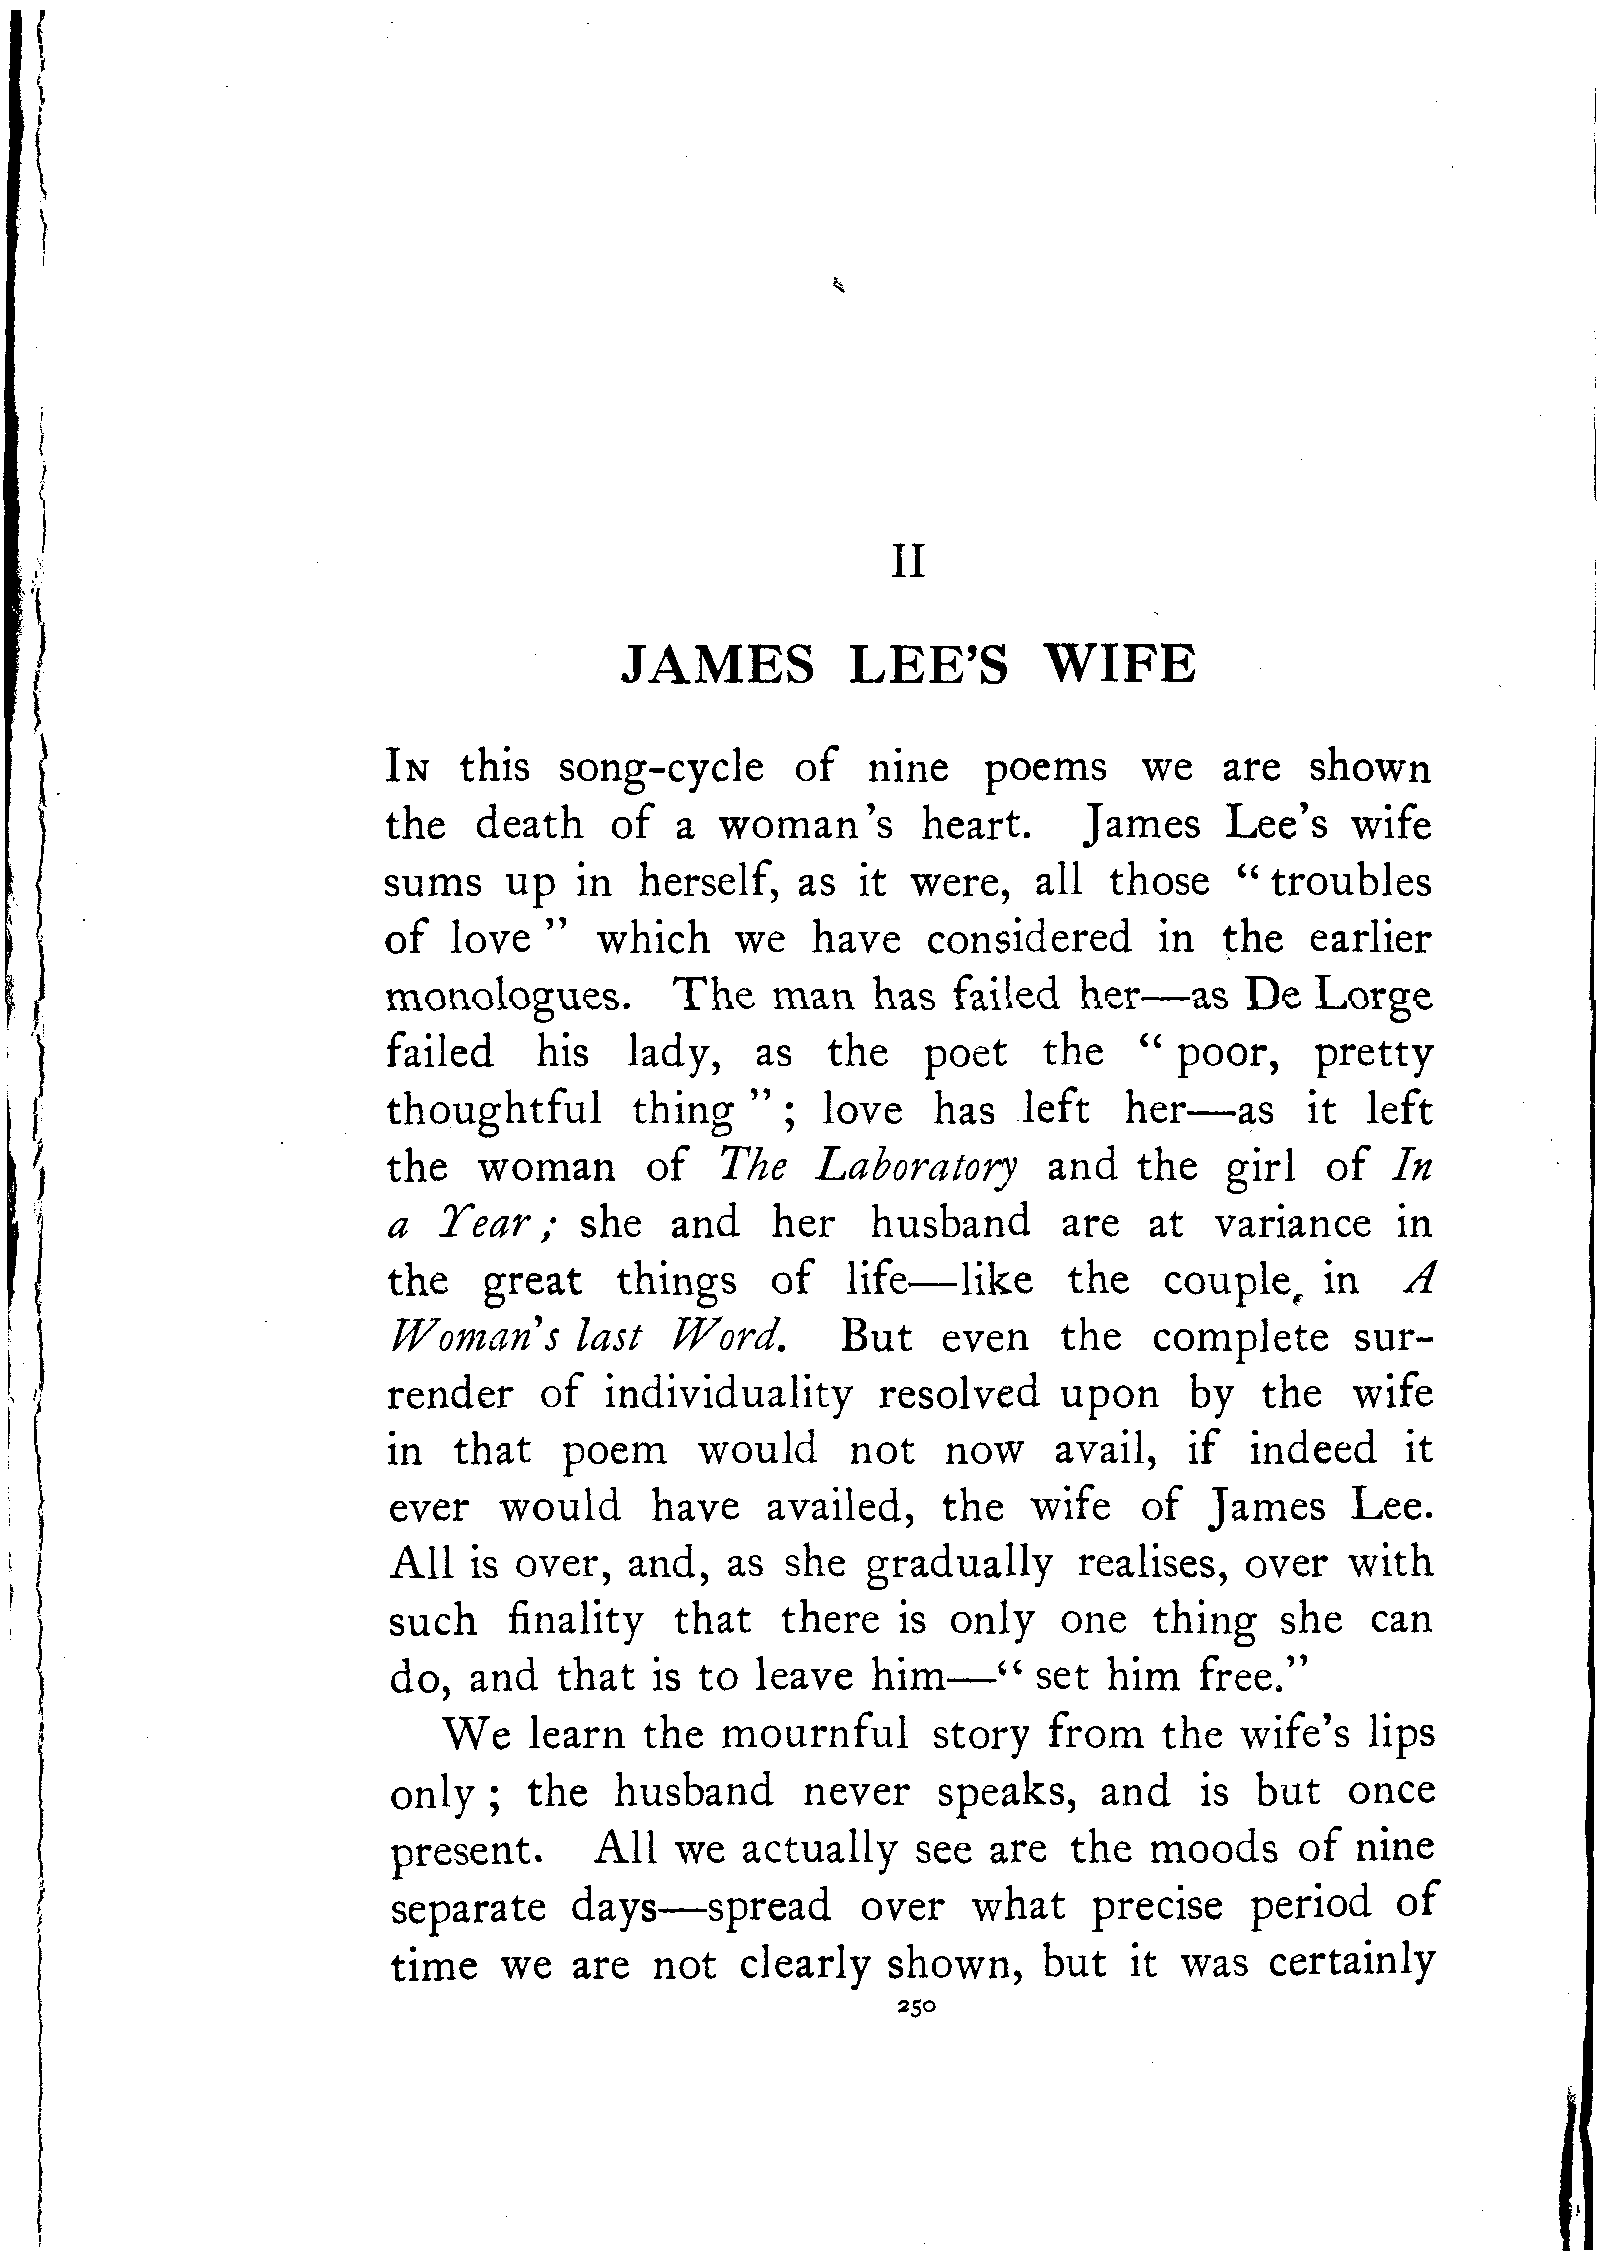 II
JAMES LEE'S WIFE
In this song-cycle of nine poems we are shown
the death of a woman's heart. James Lee's wife
sums up in herself, as it were, all those “ troubles
of love ” which we have considered in the earlier
monologues. The man has failed her—as De Lorge
failed his lady, as the poet the “ poor, pretty
thoughtful thing ” ; love has left her—as it left
the woman of The Laboratory and the girl of In
a Year ; she and her husband are at variance in
the great things of life—like the couple, in A
Woman's last Word. But even the complete sur-
render of individuality resolved upon by the wife
in that poem would not now avail, if indeed it
ever would have availed, the wife of James Lee.
All is over, and, as she gradually realises, over with
such finality that there is only one thing she can
do, and that is to leave him—“ set him free.”
We learn the mournful story from the wife's lips
only ; the husband never speaks, and is but once
present. All we actually see are the moods of nine
separate days—spread over what precise period of
time we are not clearly shown, but it was certainly
250